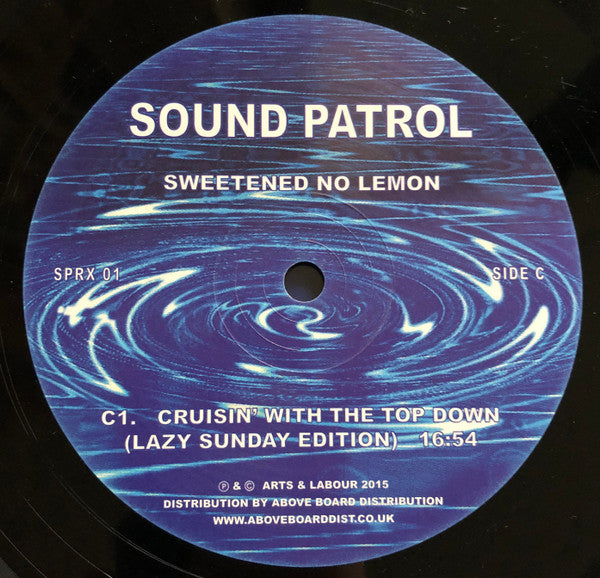 SOUND PATROL
SWEETENED NO LEMON
SPRX 01
SIDE C
C1. CRUISIN' WITH THE TOP DOWN
(LAZY SUNDAY EDITION) 16:54
℗ & © ARTS & LABOUR 2015
DISTRIBUTION BY ABOVE BOARD DISTRIBUTION
WWW.ABOVEBOARDDIST.CO.UK